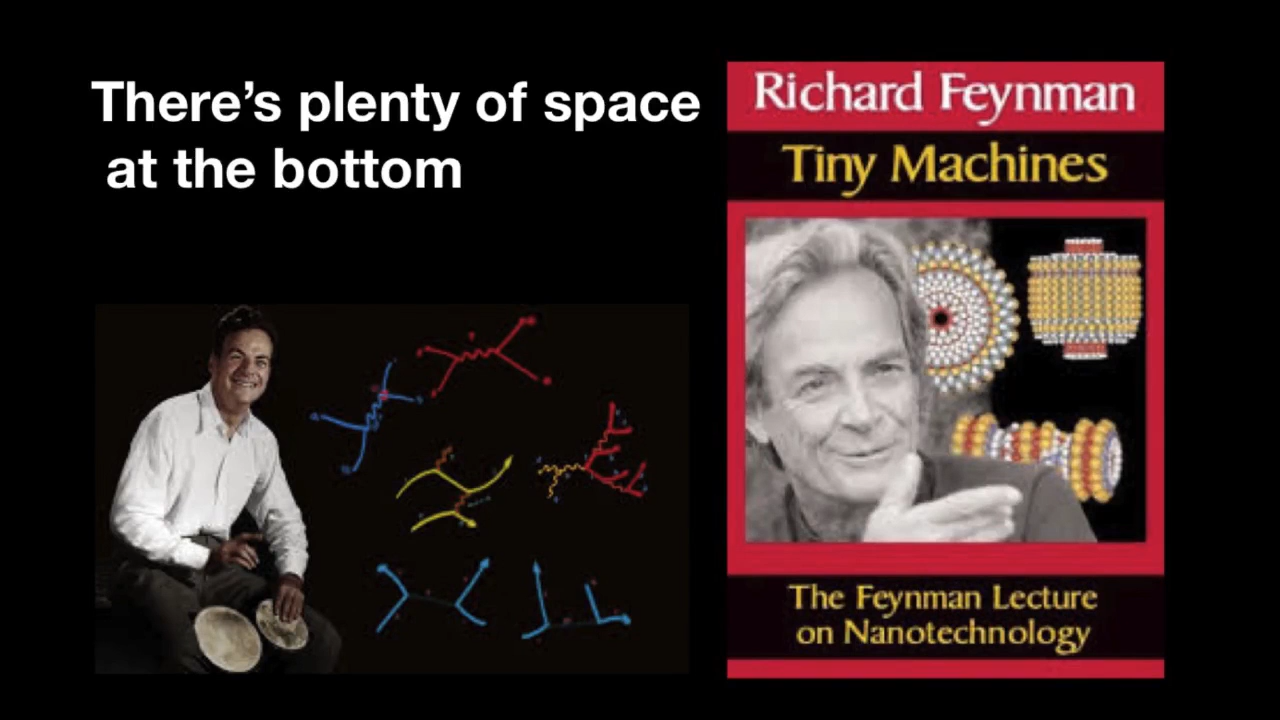 There’s plenty of space
at the bottom
Richard Feynman
Tiny Machines
The Feynman Lecture
on Nanotechnology